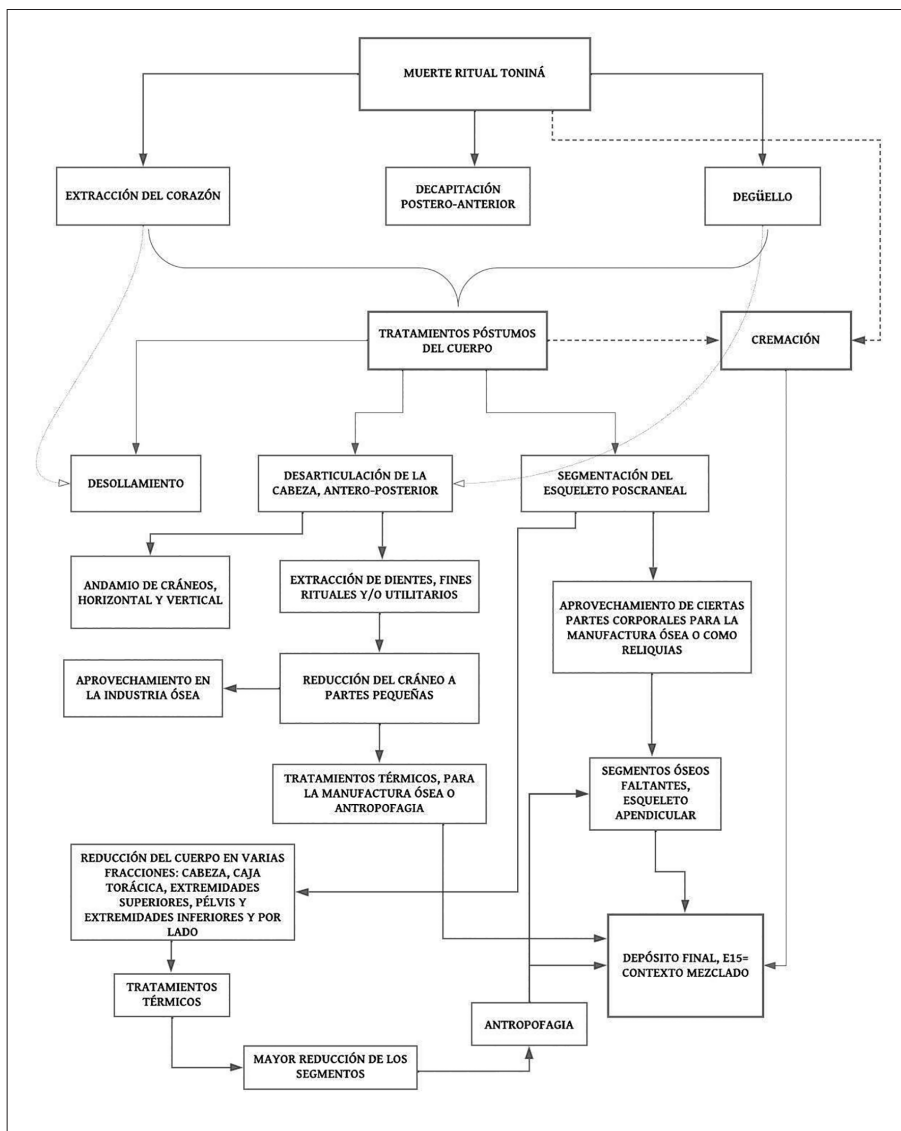 MUERTE RITUAL TONINÁ
EXTRACCIÓN DEL CORAZÓN
DECAPITACIÓN
POSTERO-ANTERIOR
DEGÜELLO
TRATAMIENTOS PÓSTUMOS
DEL CUERPO
CREMACIÓN
DESOLLAMIENTO
DESARTICULACIÓN DE LA
CABEZA, ANTERO-POSTERIOR
SEGMENTACIÓN DEL
ESQUELETO POSCRANEAL
ANDAMIO DE CRÁNEOS,
HORIZONTAL Y VERTICAL
EXTRACCIÓN DE DIENTES, FINES
RITUALES Y/O UTILITARIOS
APROVECHAMIENTO DE CIERTAS
PARTES CORPORALES PARA LA
MANUFACTURA ÓSEA O COMO
RELIQUIAS
APROVECHAMIENTO EN
LA INDUSTRIA ÓSEA
REDUCCIÓN DEL CRÁNEO A
PARTES PEQUEÑAS
TRATAMIENTOS TÉRMICOS, PARA
LA MANUFACTURA ÓSEA O
ANTROPOFAGIA
SEGMENTOS ÓSEOS
FALTANTES,
ESQUELETO
APENDICULAR
REDUCCIÓN DEL CUERPO EN VARIAS
FRACCIONES: CABEZA, CAJA
TORÁCICA, EXTREMIDADES
SUPERIORES, PÉLVIS Y
EXTREMIDADES INFERIORES Y POR
LADO
DEPÓSITO FINAL, E15=
CONTEXTO MEZCLADO
TRATAMIENTOS
TÉRMICOS
ANTROPOFAGIA
MAYOR REDUCCIÓN DE LOS
SEGMENTOS